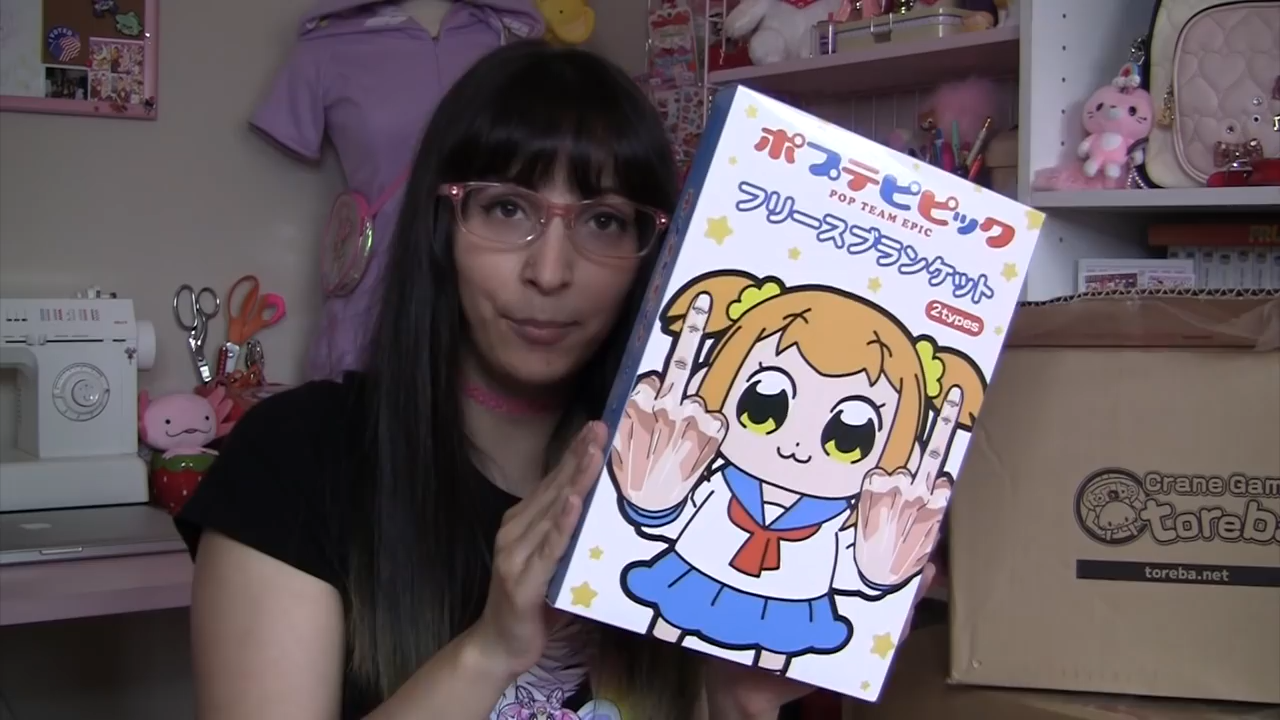 ポプテピピック
POP TEAM EPIC
フリースブランケット
2types
Crane Gam
toreba
toreba.net
VOTED